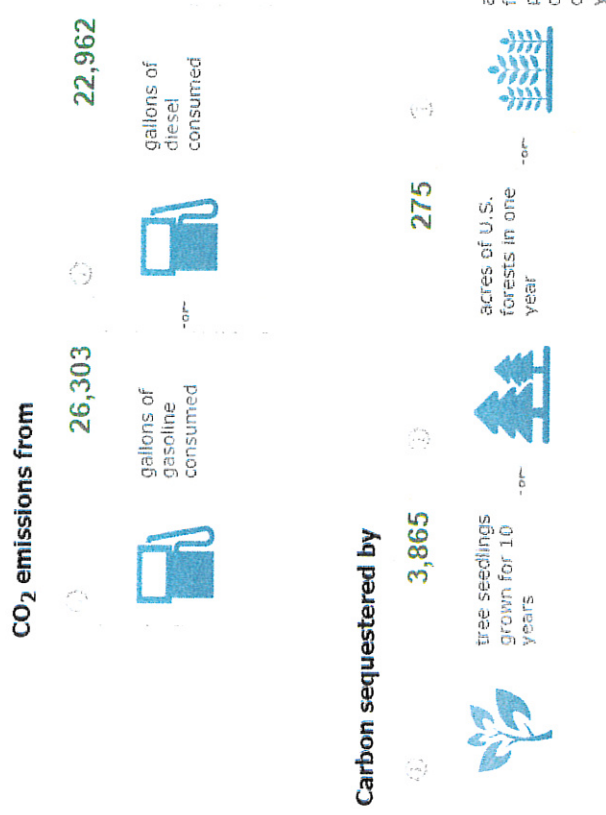 CO₂ emissions from
26,303
gallons of
gasoline
consumed
-or-
22,962
gallons of
diesel
consumed
Carbon sequestered by
3,865
tree seedlings
grown for 10
years
-or-
275
acres of U.S.
forests in one
year
-or-